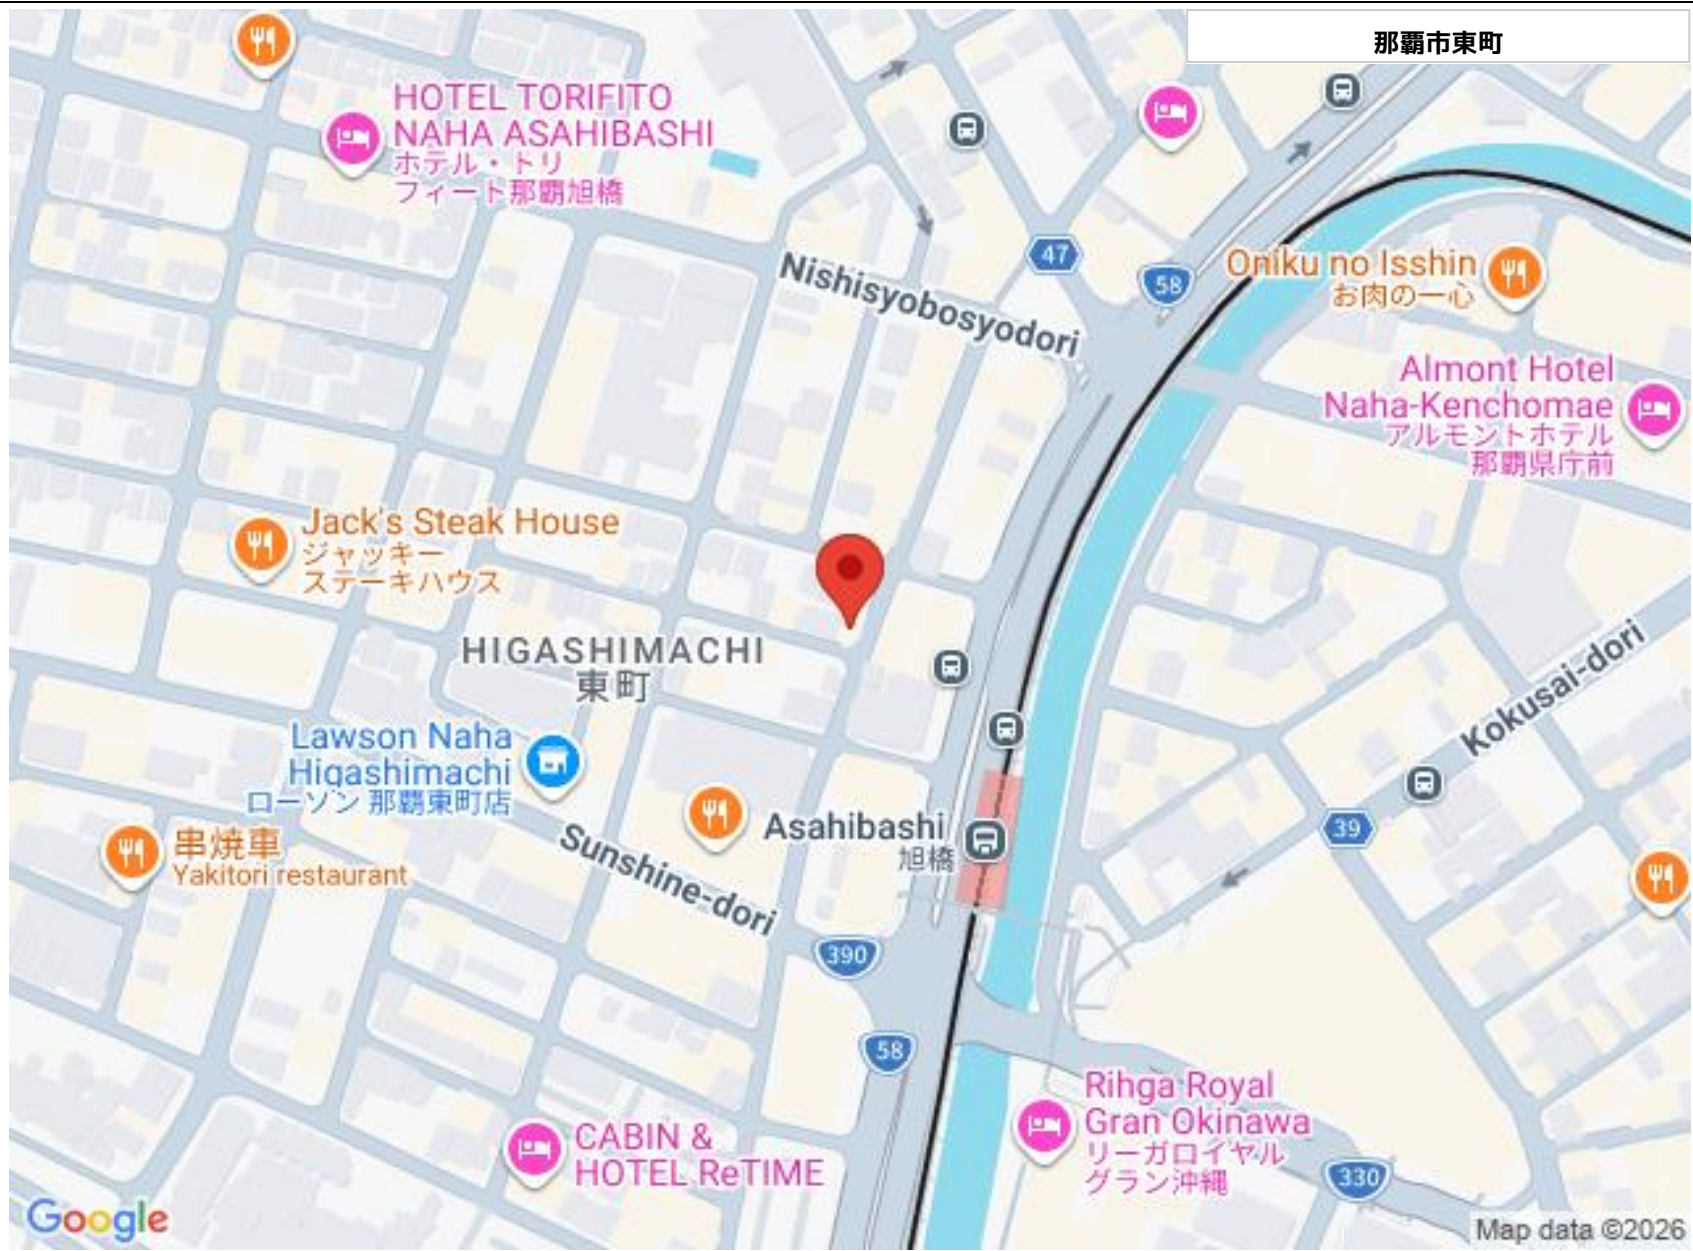 那覇市東町
HOTEL TORIFITO
NAHA ASAHIBASHI
ホテル・トリ
フィート那覇旭橋
47
58
Nishisyobosyodori
Oniku no Isshin
お肉の一心
Almont Hotel
Naha-Kenchomae
アルモントホテル
那覇県庁前
Jack's Steak House
ジャッキー
ステーキハウス
HIGASHIMACHI
東町
Kokusai-dori
Lawson Naha
Higashimachi
ローソン 那覇東町店
串焼車
Yakitori restaurant
Sunshine-dori
Asahibashi
旭橋
39
390
58
Rihga Royal
Gran Okinawa
リーガロイヤル
グラン沖縄
CABIN &
HOTEL ReTIME
330
Google
Map data ©2026